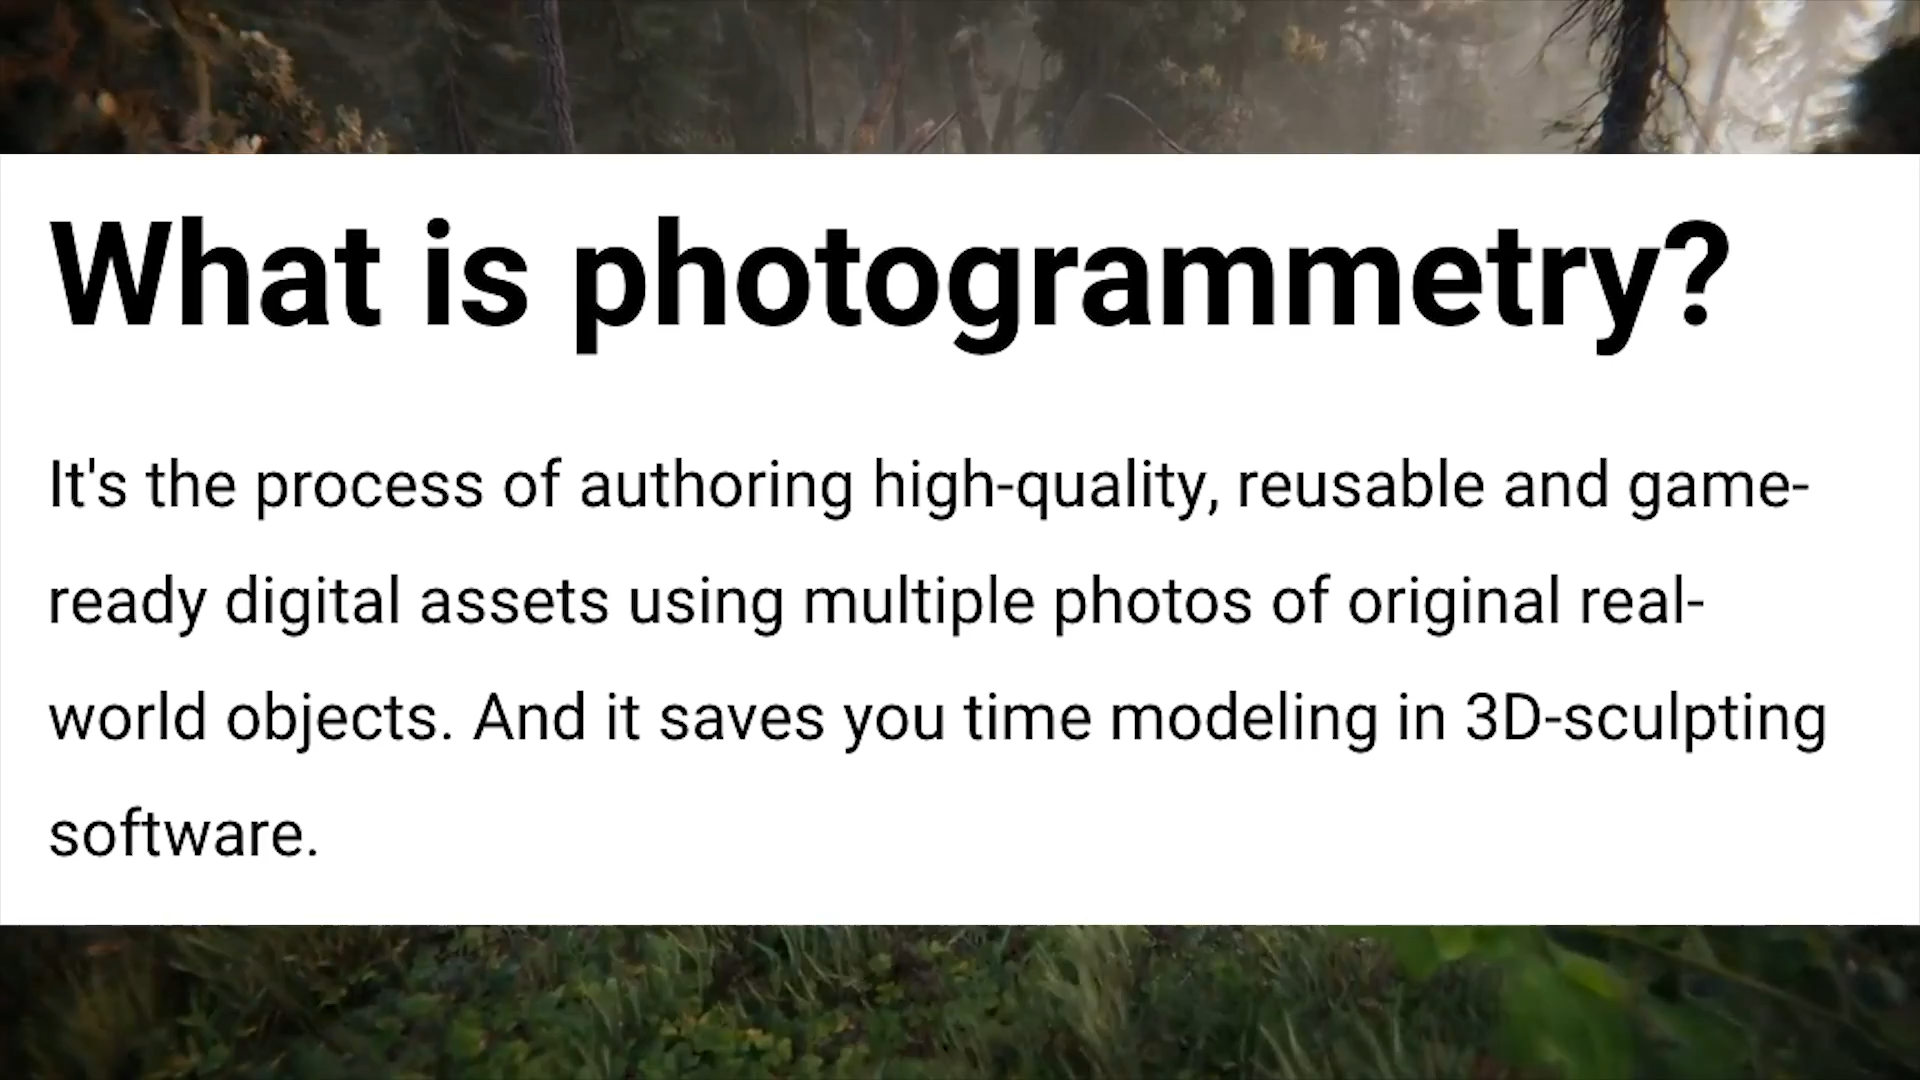 What is photogrammetry?
It's the process of authoring high-quality, reusable and game-
ready digital assets using multiple photos of original real-
world objects. And it saves you time modeling in 3D-sculpting
software.